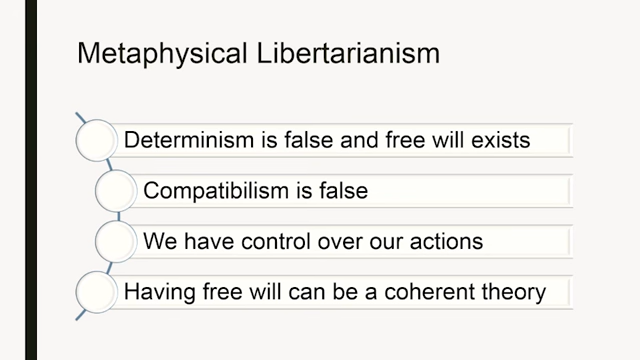 Metaphysical Libertarianism
Determinism is false and free will exists
Compatibilism is false
We have control over our actions
Having free will can be a coherent theory